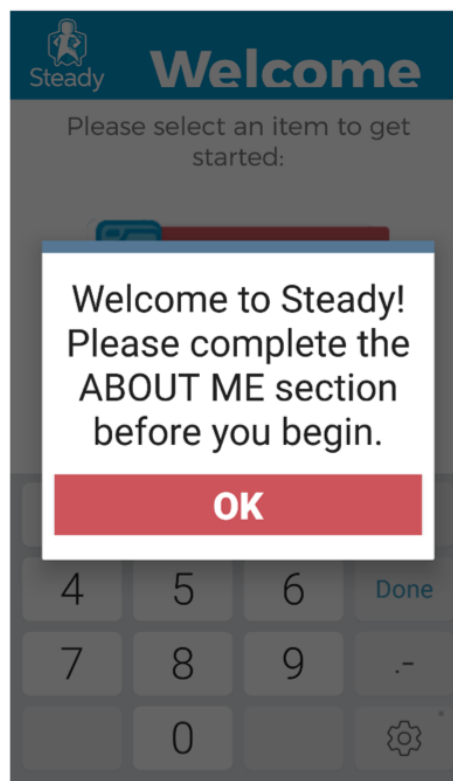 Steady
Welcome
Please select an item to get
started:
Welcome to Steady!
Please complete the
ABOUT ME section
before you begin.
OK
4 5 6 Done
7 8 9 .-
0